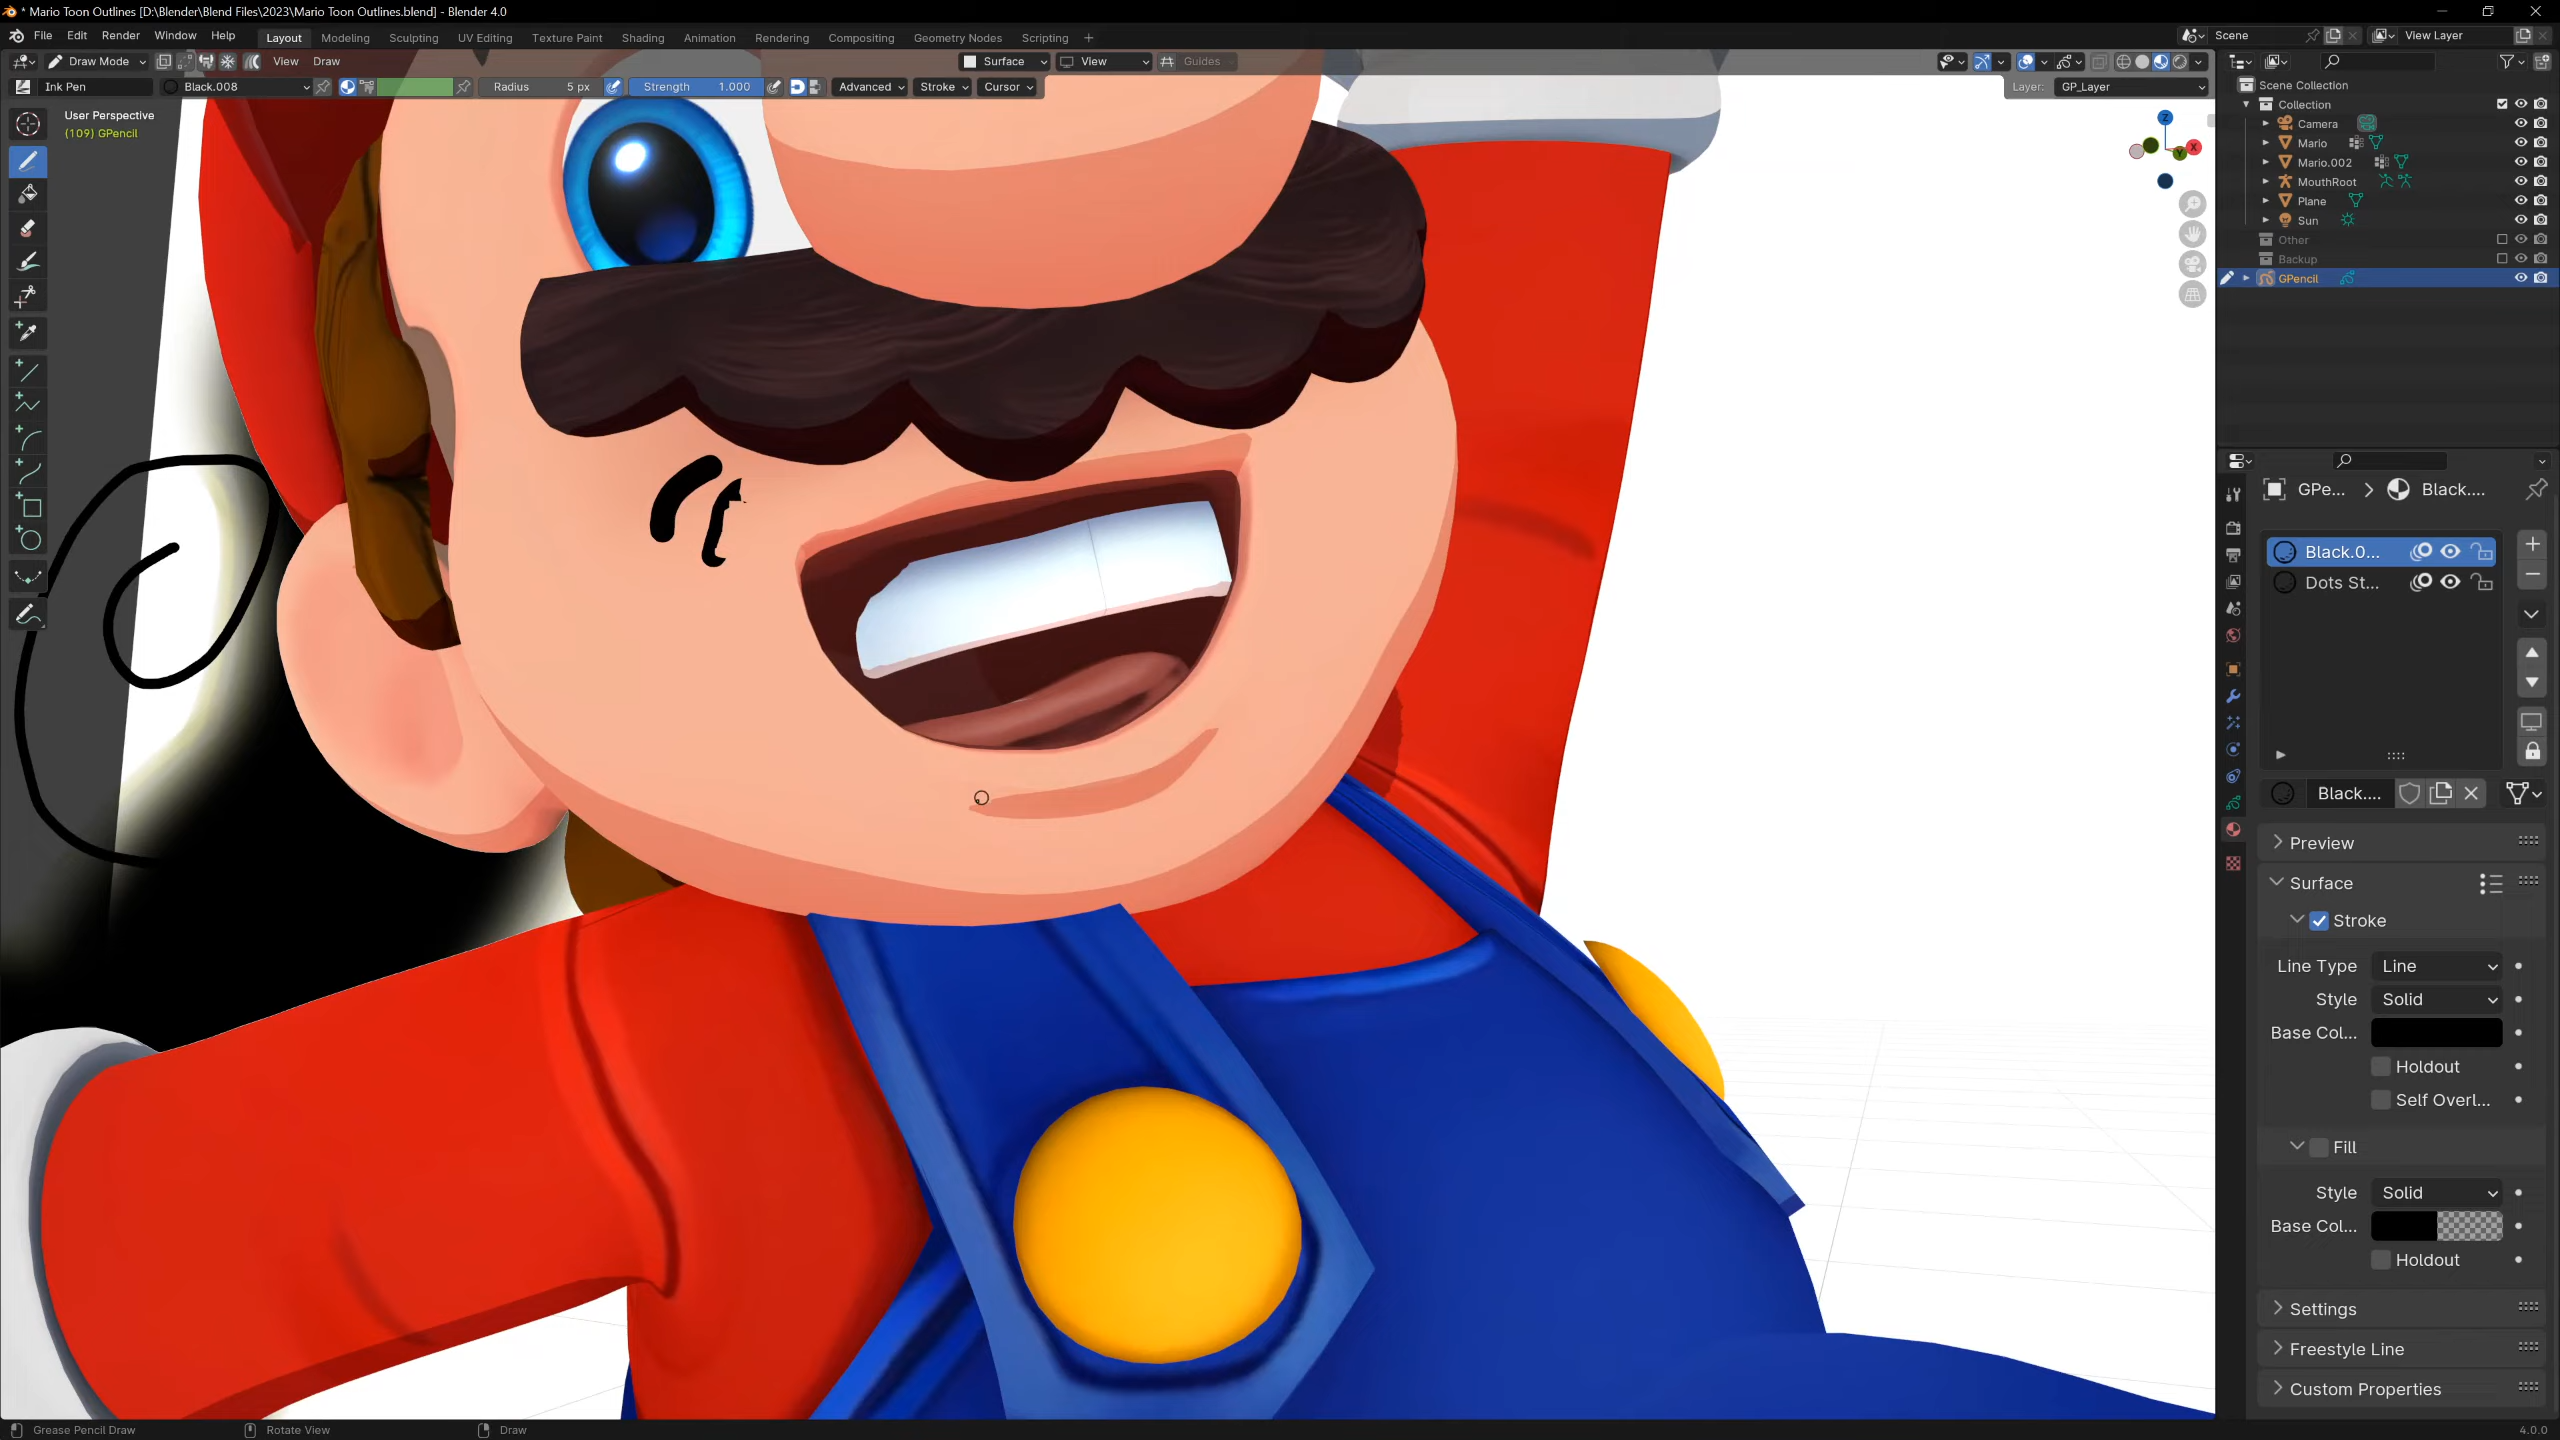 * Mario Toon Outlines [D:\Blender\Blend Files\2023\Mario Toon Outlines.blend] - Blender 4.0
File Edit Render Window Help Layout Modeling Sculpting UV Editing Texture Paint Shading Animation Rendering Compositing Geometry Nodes Scripting + Scene View Layer
Draw Mode View Draw Surface View Guides
Ink Pen Black.008 Radius 5 px Strength 1.000 Advanced Stroke Cursor Layer: GP_Layer
User Perspective
(109) GPencil
Z
X
Y
Scene Collection
Collection
Camera
Mario
Mario.002
MouthRoot
Plane
Sun
Other
Backup
GPencil
GPe... > Black....
Black.0...
Dots St...
Black....
Preview
Surface
Stroke
Line Type Line
Style Solid
Base Col...
Holdout
Self Overl...
Fill
Style Solid
Base Col...
Holdout
Settings
Freestyle Line
Custom Properties
Grease Pencil Draw Rotate View Draw 4.0.0